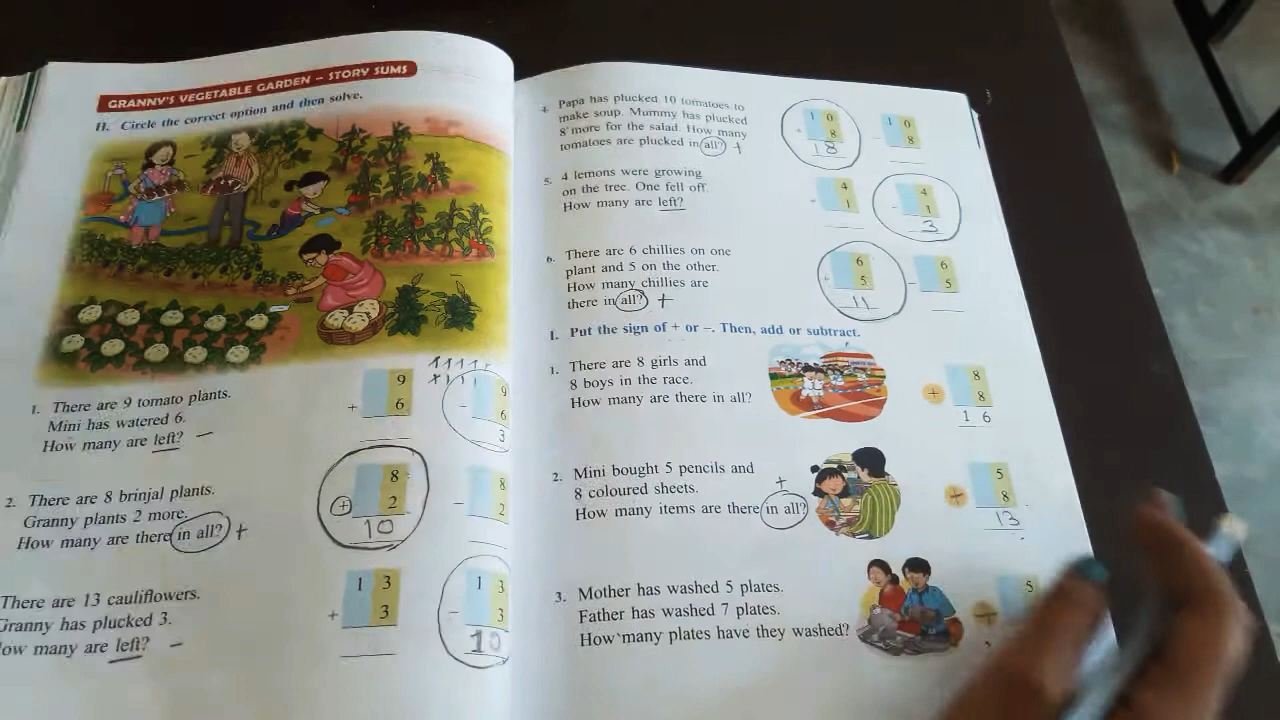 GRANNY'S VEGETABLE GARDEN – STORY SUMS
H. Circle the correct option and then solve.
1. There are 9 tomato plants.
Mini has watered 6.
How many are left? –
9
+ 6
9
- 6
3
2. There are 8 brinjal plants.
Granny plants 2 more.
How many are there in all? +
8
+ 2
10
8
- 2
There are 13 cauliflowers.
Granny has plucked 3.
ow many are left? –
1 3
+ 3
1 3
- 3
10
4. Papa has plucked 10 tomatoes to
make soup. Mummy has plucked
8 more for the salad. How many
tomatoes are plucked in all? +
1 0
+ 8
18
1 0
- 8
5. 4 lemons were growing
on the tree. One fell off.
How many are left?
4
1
4
- 1
3
6. There are 6 chillies on one
plant and 5 on the other.
How many chillies are
there in all? +
6
+ 5
11
6
- 5
I. Put the sign of + or –. Then, add or subtract.
1. There are 8 girls and
8 boys in the race.
How many are there in all?
8
+ 8
1 6
2. Mini bought 5 pencils and
8 coloured sheets.
+
How many items are there in all?
5
+ 8
13
3. Mother has washed 5 plates.
Father has washed 7 plates.
How many plates have they washed?
5
+